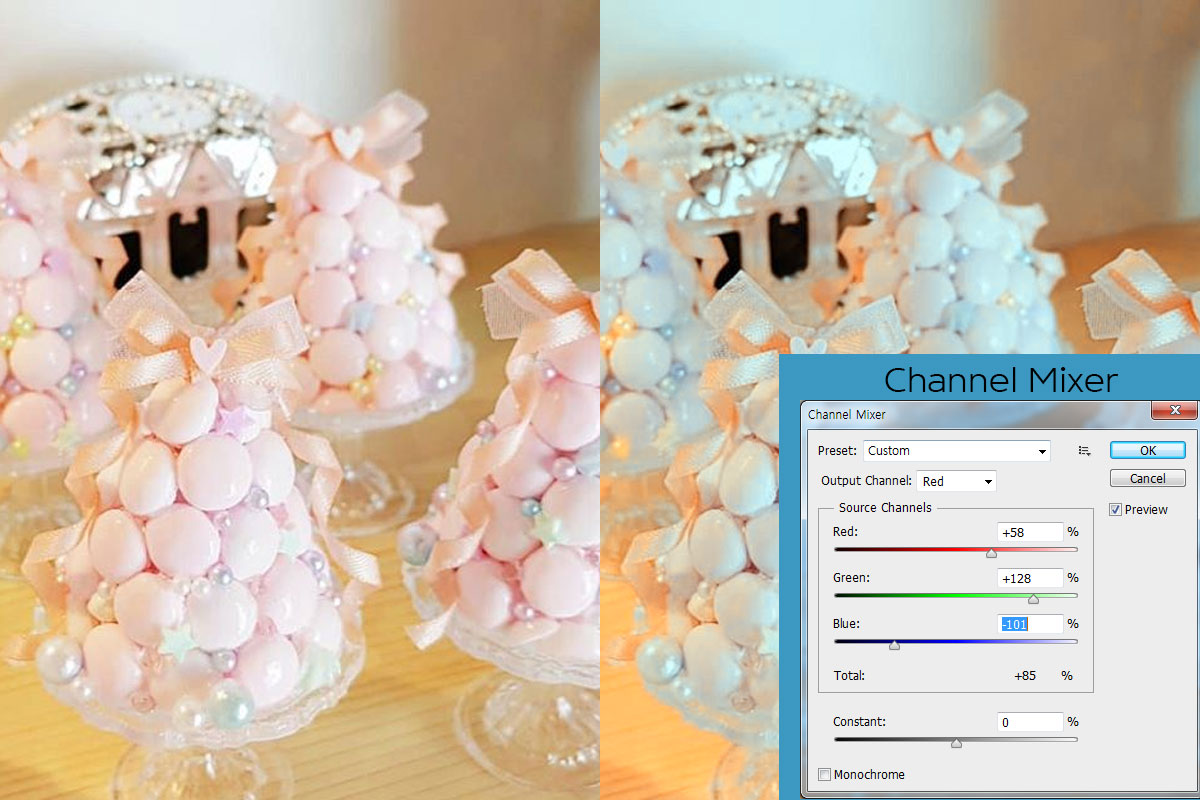 Channel Mixer
Channel Mixer
Preset: Custom
OK
Output Channel: Red
Cancel
Source Channels
Preview
Red: +58 %
Green: +128 %
Blue: -101 %
Total: +85 %
Constant: 0 %
Monochrome